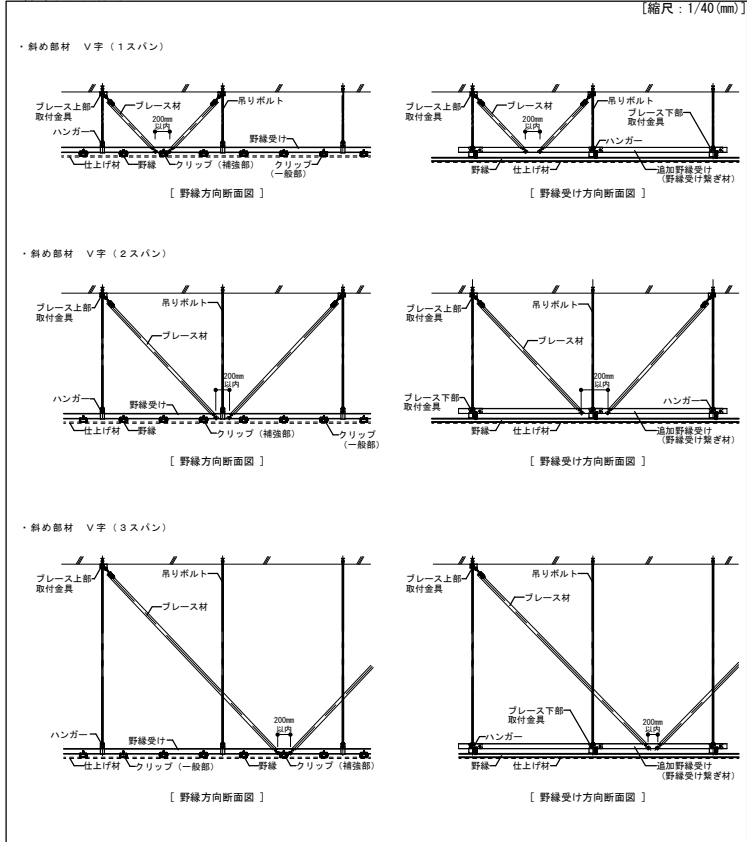 [縮尺：1/40(mm)]
・斜め部材　V字（1スパン）
ブレース上部
取付金具
ブレース材
吊りボルト
200mm
以内
ハンガー
野縁受け
仕上げ材
野縁
クリップ（補強部）
クリップ
（一般部）
[ 野縁方向断面図 ]
ブレース上部
取付金具
ブレース材
吊りボルト
ブレース下部
取付金具
200mm
以内
ハンガー
野縁
仕上げ材
追加野縁受け
（野縁受け繋ぎ材）
[ 野縁受け方向断面図 ]
・斜め部材　V字（2スパン）
ブレース上部
取付金具
吊りボルト
ブレース材
200mm
以内
ハンガー
野縁受け
仕上げ材
野縁
クリップ（補強部）
クリップ
（一般部）
[ 野縁方向断面図 ]
ブレース上部
取付金具
吊りボルト
ブレース材
200mm
以内
ブレース下部
取付金具
ハンガー
野縁
仕上げ材
追加野縁受け
（野縁受け繋ぎ材）
[ 野縁受け方向断面図 ]
・斜め部材　V字（3スパン）
ブレース上部
取付金具
吊りボルト
ブレース材
200mm
以内
ハンガー
野縁受け
仕上げ材
クリップ（一般部）
野縁
クリップ（補強部）
[ 野縁方向断面図 ]
ブレース上部
取付金具
吊りボルト
ブレース材
ブレース下部
取付金具
200mm
以内
ハンガー
野縁
仕上げ材
追加野縁受け
（野縁受け繋ぎ材）
[ 野縁受け方向断面図 ]